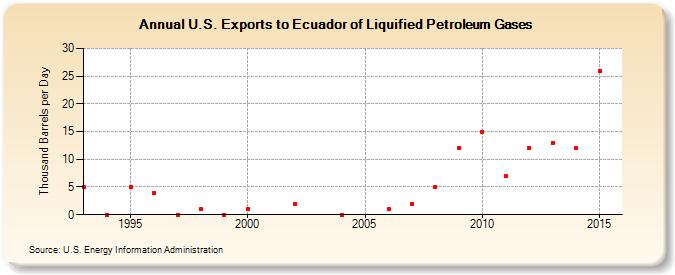 Annual U.S. Exports to Ecuador of Liquified Petroleum Gases
Thousand Barrels per Day
30
25
20
15
10
5
0
1995 2000 2005 2010 2015
Source: U.S. Energy Information Administration